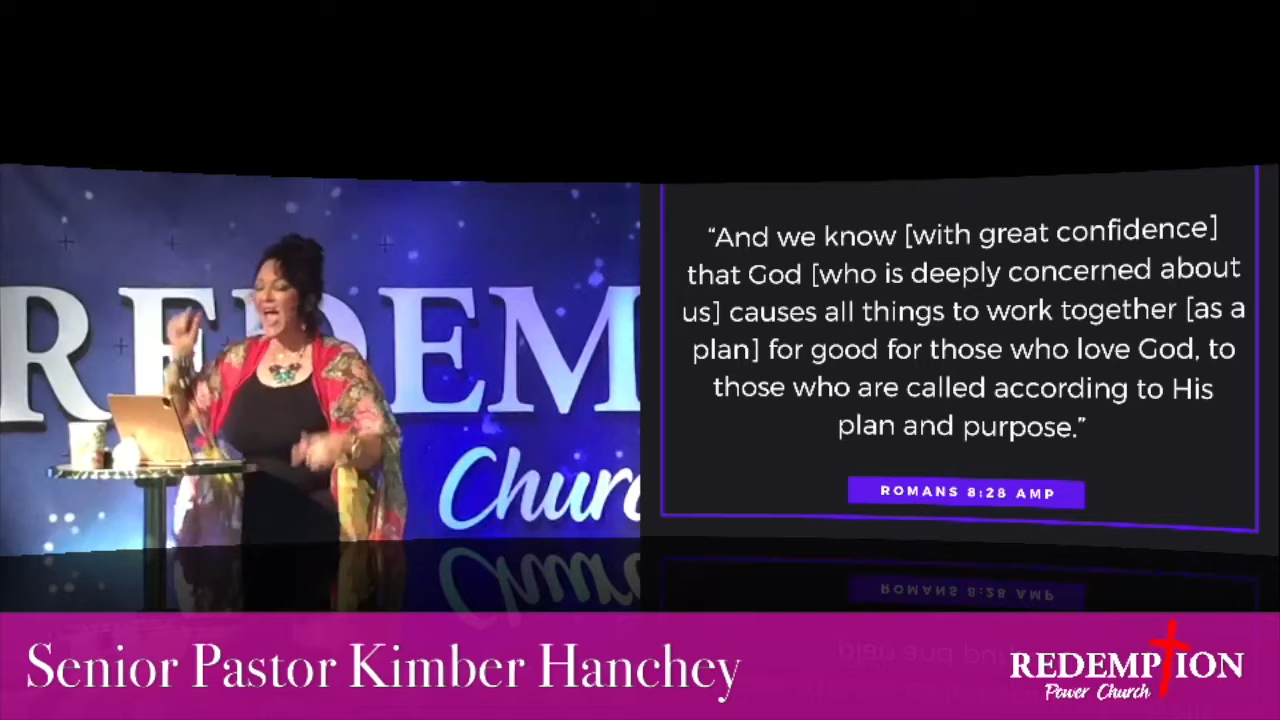 REDEM
Churc
“And we know [with great confidence]
that God [who is deeply concerned about
us] causes all things to work together [as a
plan] for good for those who love God, to
those who are called according to His
plan and purpose.”
ROMANS 8:28 AMP
Senior Pastor Kimber Hanchey
REDEMPTION
Power Church